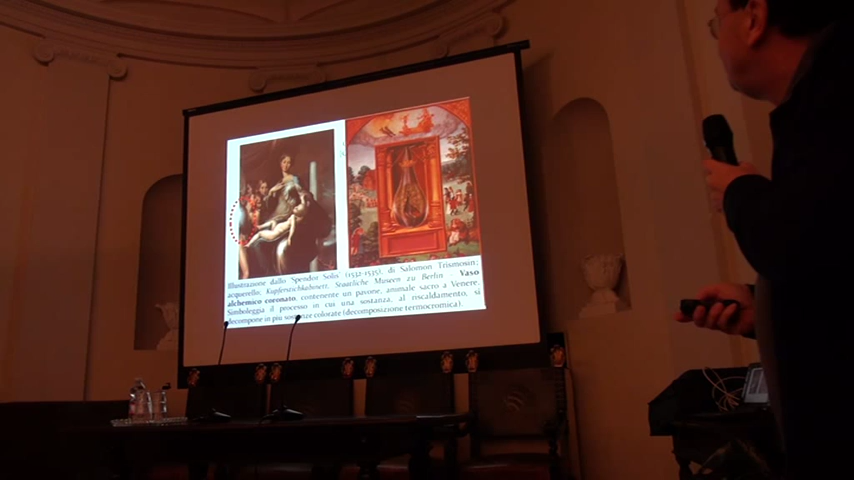 Illustrazione dallo 'Spendor Solis' (1532-1535), di Salomon Trismosin;
acquerello, Kupferstichkabinett, Staatliche Museen zu Berlin - Vaso
alchemico coronato, contenente un pavone, animale sacro a Venere.
Simboleggia il processo in cui una sostanza, al riscaldamento, si
decompone in più sostanze colorate (decomposizione termocromica).